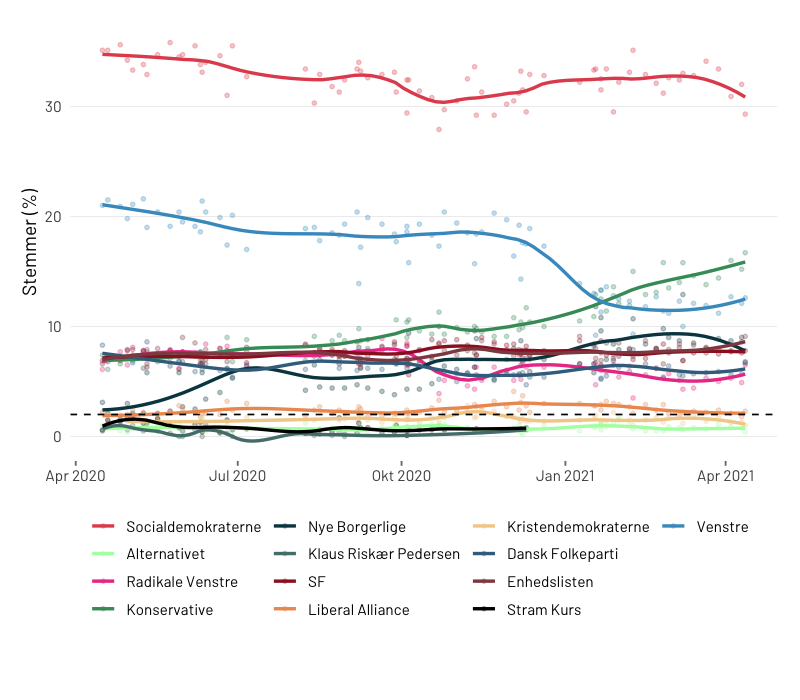 Stemmer (%)
30
20
10
0
Apr 2020 Jul 2020 Okt 2020 Jan 2021 Apr 2021
Socialdemokraterne Nye Borgerlige Kristendemokraterne Venstre
Alternativet Klaus Riskær Pedersen Dansk Folkeparti
Radikale Venstre SF Enhedslisten
Konservative Liberal Alliance Stram Kurs